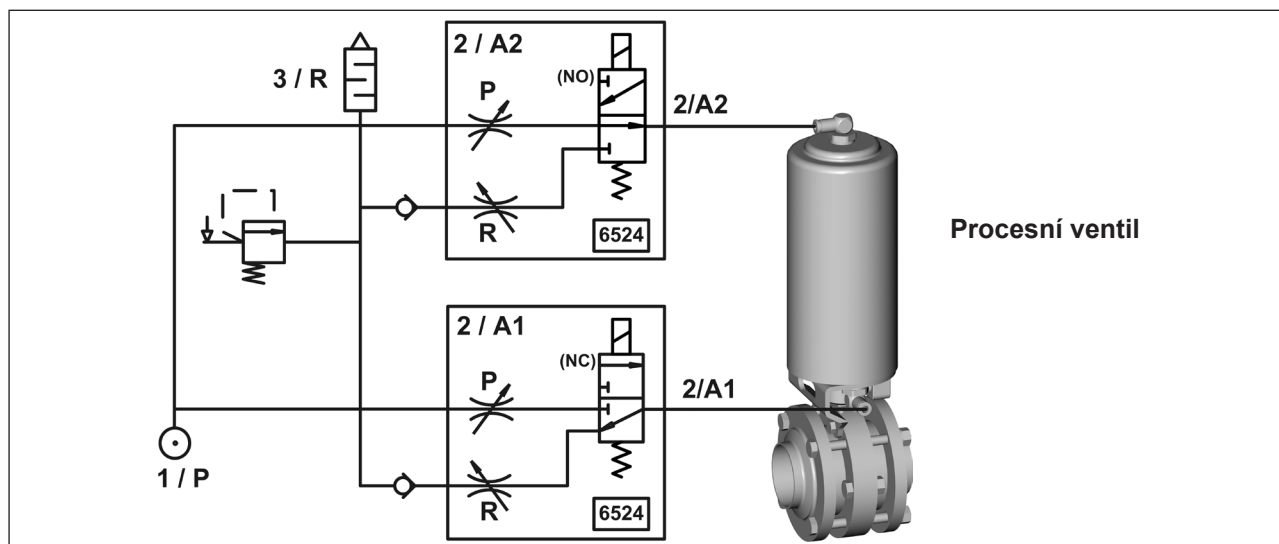 3 / R
2 / A2
(NO)
P
2/A2
R
6524
Procesní ventil
2 / A1
(NC)
P
2/A1
1 / P
R
6524